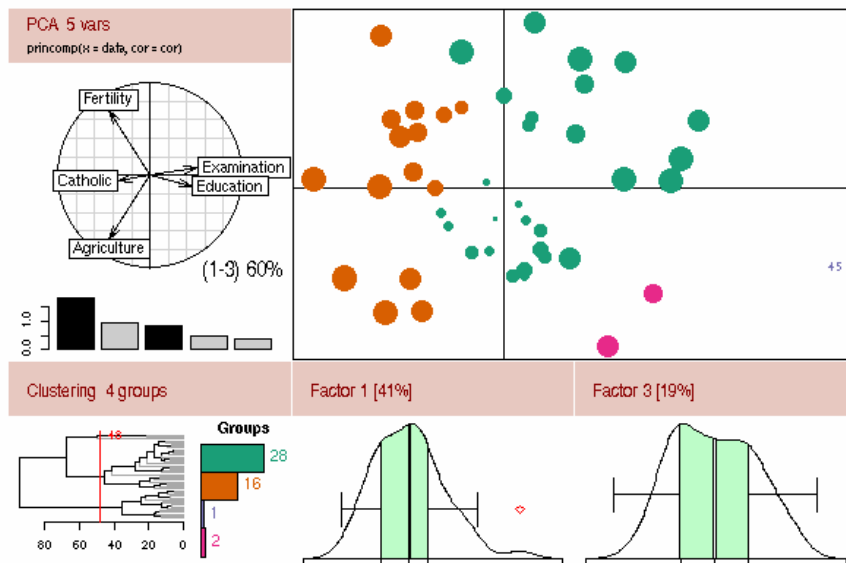 PCA 5 vars
princomp(x = data, cor = cor)
Fertility
Catholic
Examination
Education
Agriculture
(1-3) 60%
0.0 1.0
45
Clustering 4 groups
Factor 1 [41%]
Factor 3 [19%]
Groups
28
16
1
2
80 60 40 20 0